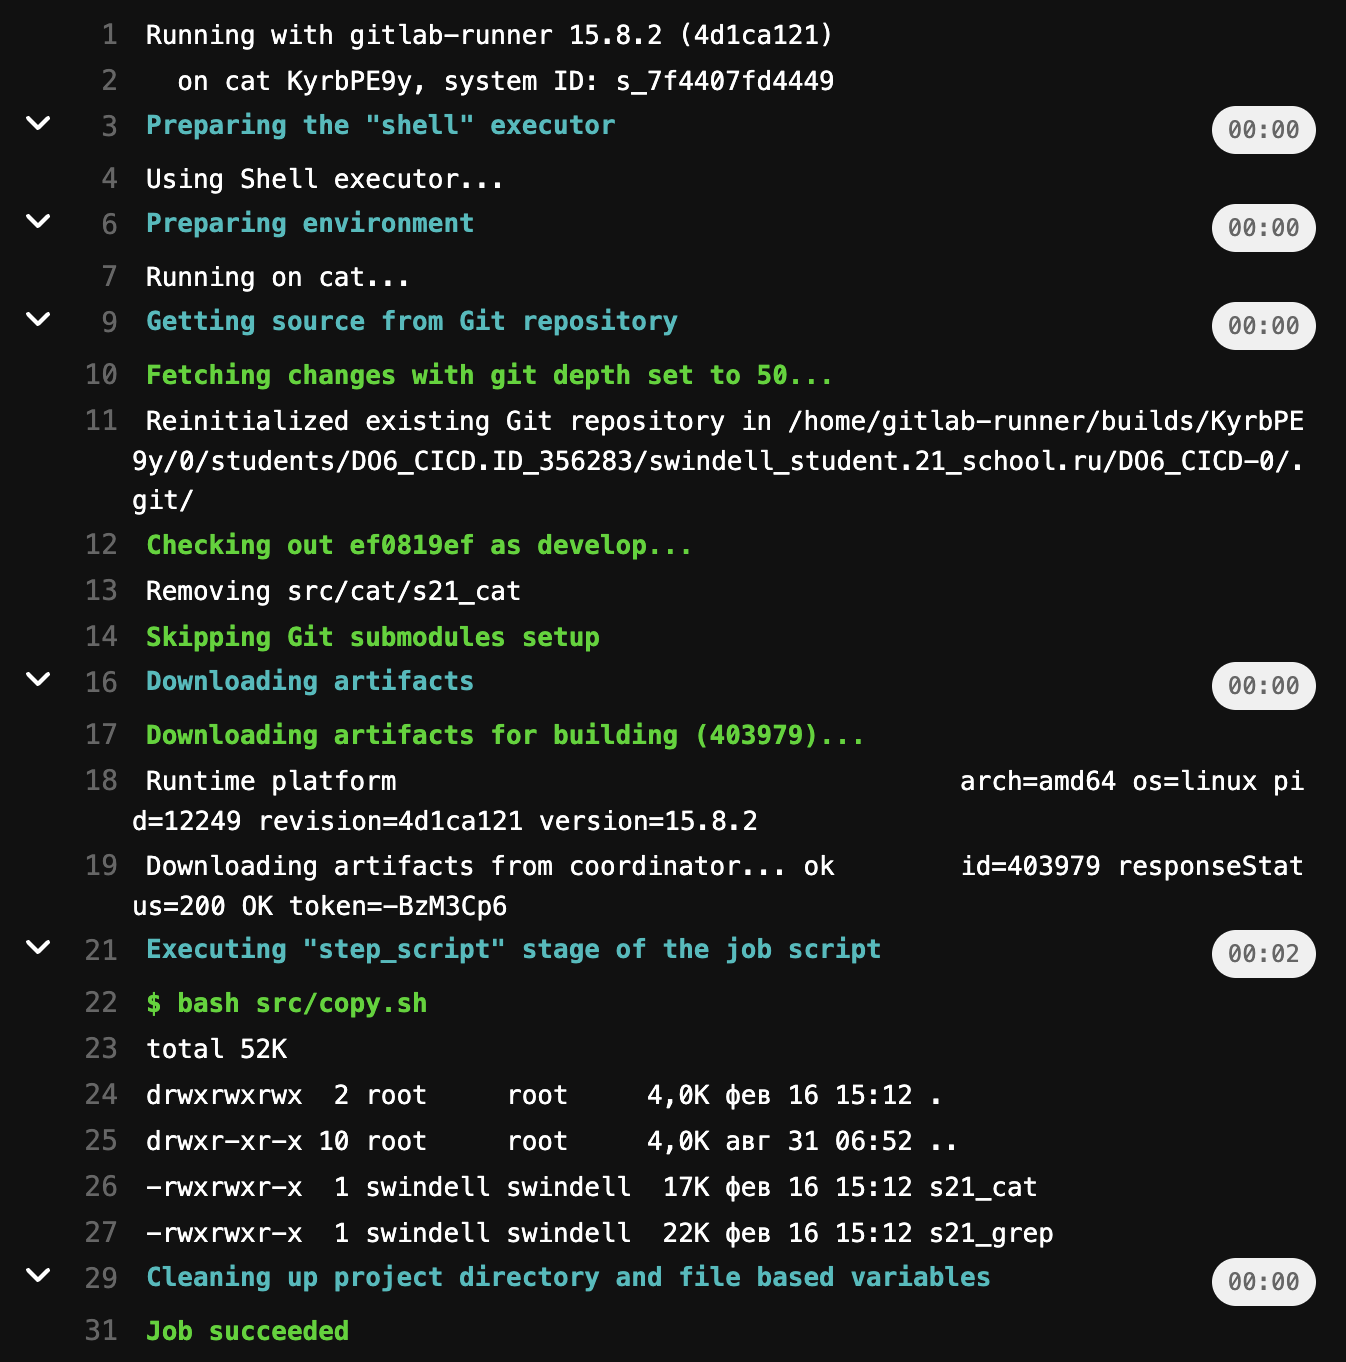 1 Running with gitlab-runner 15.8.2 (4d1ca121)
2 on cat KyrbPE9y, system ID: s_7f4407fd4449
3 Preparing the "shell" executor 00:00
4 Using Shell executor...
6 Preparing environment 00:00
7 Running on cat...
9 Getting source from Git repository 00:00
10 Fetching changes with git depth set to 50...
11 Reinitialized existing Git repository in /home/gitlab-runner/builds/KyrbPE
9y/0/students/DO6_CICD.ID_356283/swindell_student.21_school.ru/DO6_CICD-0/.
git/
12 Checking out ef0819ef as develop...
13 Removing src/cat/s21_cat
14 Skipping Git submodules setup
16 Downloading artifacts 00:00
17 Downloading artifacts for building (403979)...
18 Runtime platform arch=amd64 os=linux pi
d=12249 revision=4d1ca121 version=15.8.2
19 Downloading artifacts from coordinator... ok id=403979 responseStat
us=200 OK token=-BzM3Cp6
21 Executing "step_script" stage of the job script 00:02
22 $ bash src/copy.sh
23 total 52K
24 drwxrwxrwx 2 root root 4,0K фев 16 15:12 .
25 drwxr-xr-x 10 root root 4,0K авг 31 06:52 ..
26 -rwxrwxr-x 1 swindell swindell 17K фев 16 15:12 s21_cat
27 -rwxrwxr-x 1 swindell swindell 22K фев 16 15:12 s21_grep
29 Cleaning up project directory and file based variables 00:00
31 Job succeeded